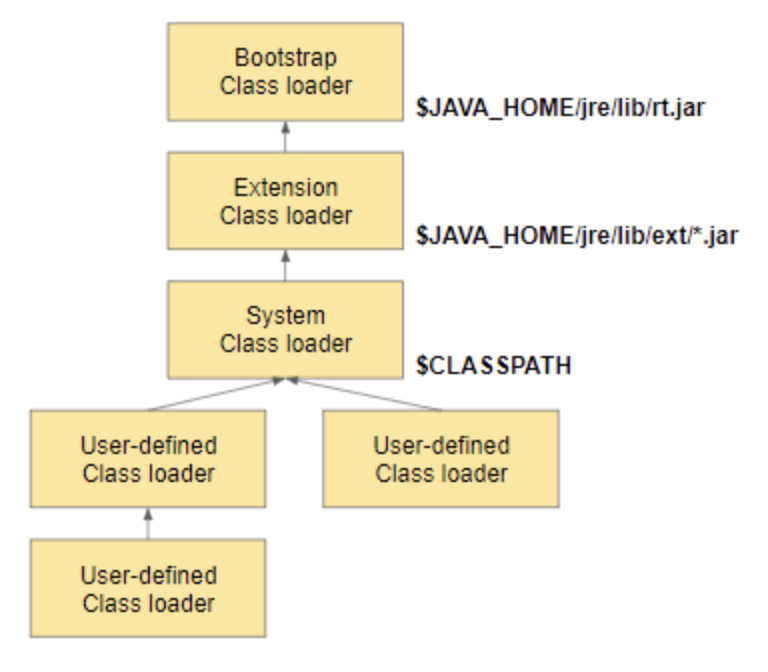 Bootstrap
Class loader
$JAVA_HOME/jre/lib/rt.jar
Extension
Class loader
$JAVA_HOME/jre/lib/ext/*.jar
System
Class loader
$CLASSPATH
User-defined
Class loader
User-defined
Class loader
User-defined
Class loader